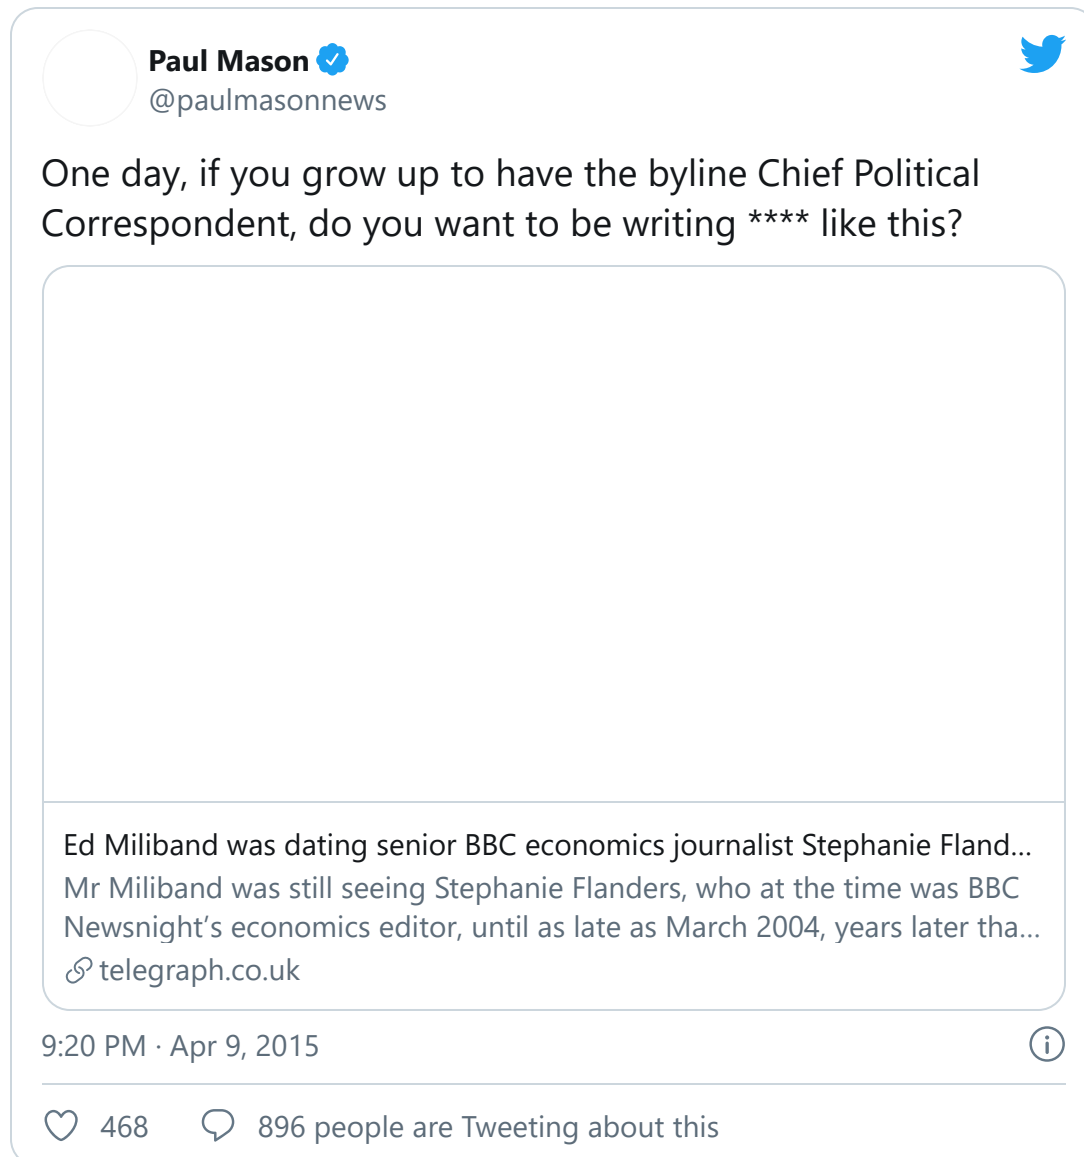 Paul Mason
@paulmasonnews
One day, if you grow up to have the byline Chief Political
Correspondent, do you want to be writing **** like this?
Ed Miliband was dating senior BBC economics journalist Stephanie Fland...
Mr Miliband was still seeing Stephanie Flanders, who at the time was BBC
Newsnight’s economics editor, until as late as March 2004, years later tha...
telegraph.co.uk
9:20 PM · Apr 9, 2015
468 896 people are Tweeting about this